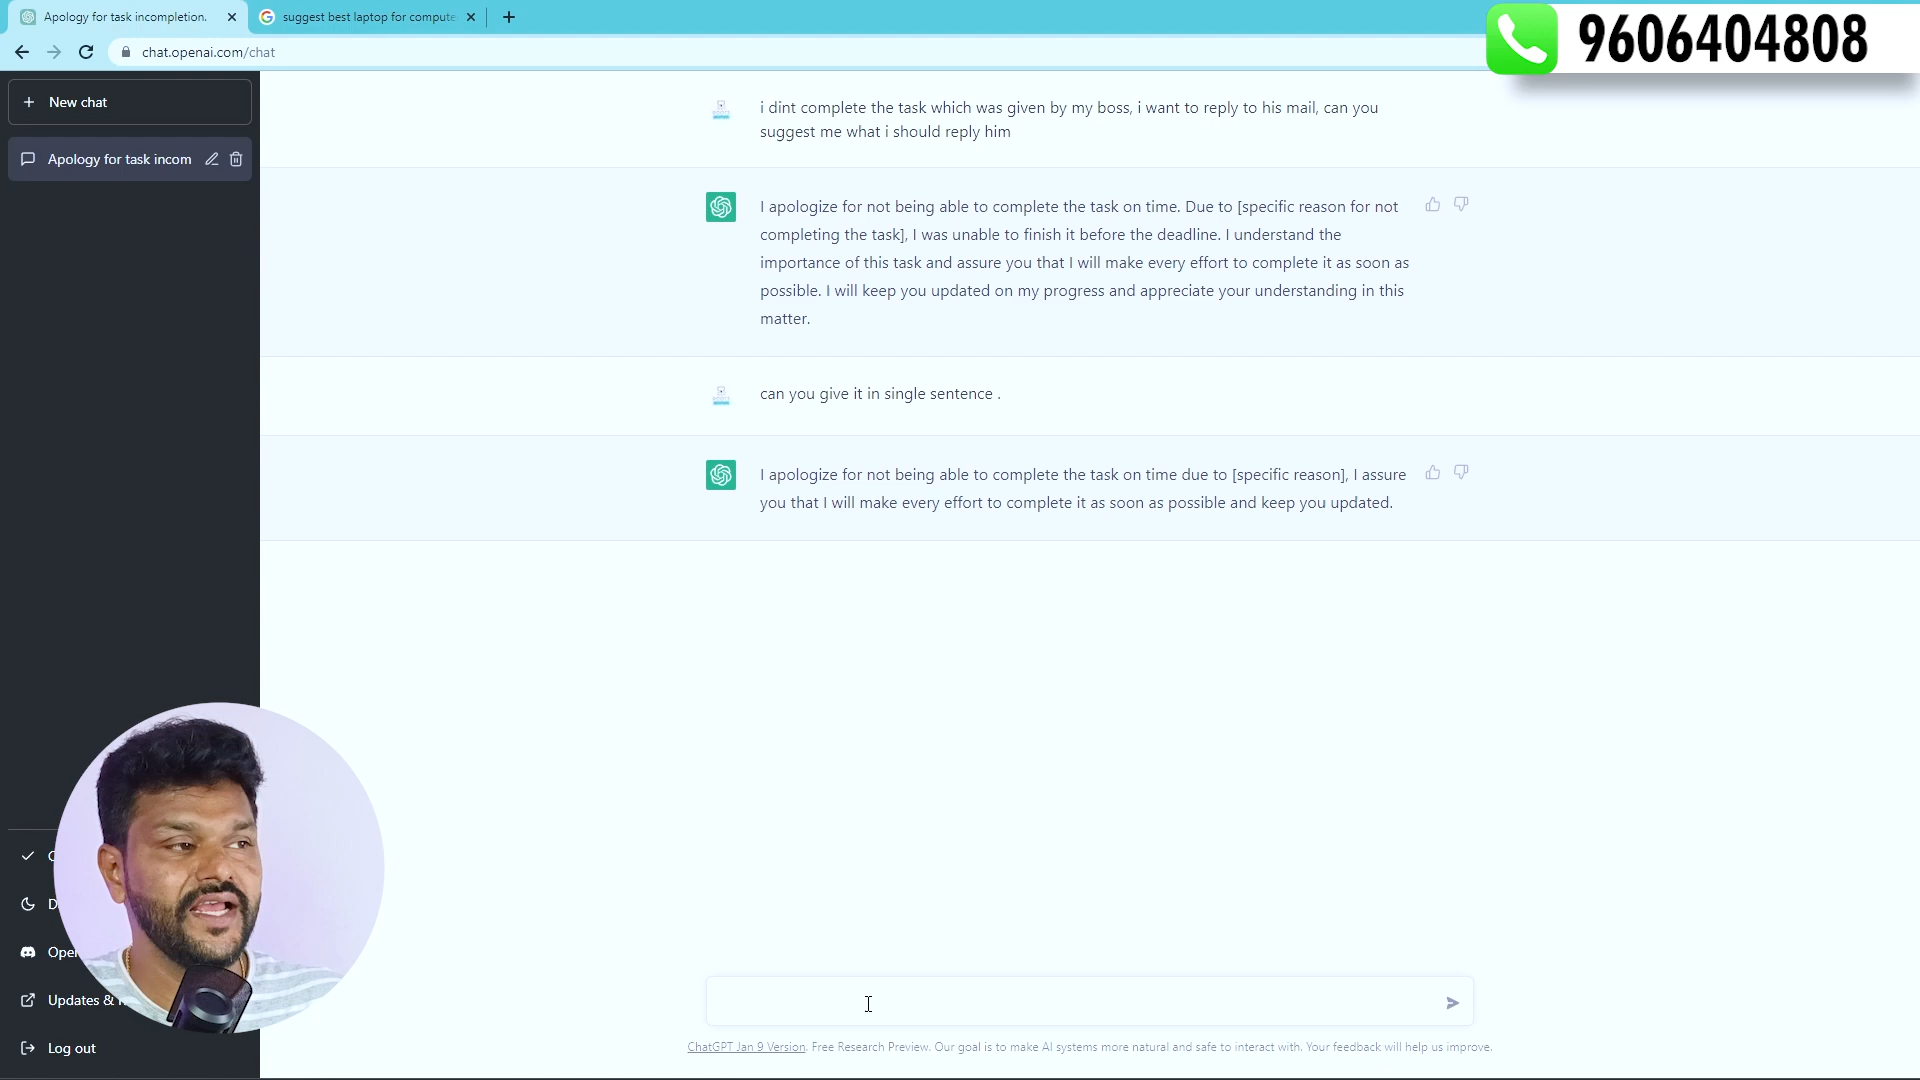 Apology for task incompletion.
suggest best laptop for compute
9606404808
chat.openai.com/chat
New chat
Apology for task incom
i dint complete the task which was given by my boss, i want to reply to his mail, can you
suggest me what i should reply him
I apologize for not being able to complete the task on time. Due to [specific reason for not
completing the task], I was unable to finish it before the deadline. I understand the
importance of this task and assure you that I will make every effort to complete it as soon as
possible. I will keep you updated on my progress and appreciate your understanding in this
matter.
can you give it in single sentence .
I apologize for not being able to complete the task on time due to [specific reason], I assure
you that I will make every effort to complete it as soon as possible and keep you updated.
Updates &
Log out
ChatGPT Jan 9 Version. Free Research Preview. Our goal is to make AI systems more natural and safe to interact with. Your feedback will help us improve.